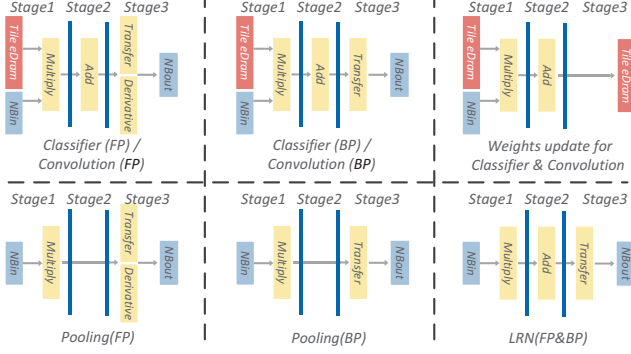 Stage1 Stage2 Stage3
Tile eDram
NBin
Multiply
Add
Transfer
Derivative
NBout
Classifier (FP) /
Convolution (FP)
Stage1 Stage2 Stage3
Tile eDram
NBin
Multiply
Add
Transfer
NBout
Classifier (BP) /
Convolution (BP)
Stage1 Stage2 Stage3
Tile eDram
NBin
Multiply
Add
Tile eDram
Weights update for
Classifier & Convolution
Stage1 Stage2 Stage3
NBin
Multiply
Transfer
Derivative
NBout
Pooling(FP)
Stage1 Stage2 Stage3
NBin
Multiply
Transfer
NBout
Pooling(BP)
Stage1 Stage2 Stage3
NBin
Multiply
Add
Transfer
NBout
LRN(FP&BP)